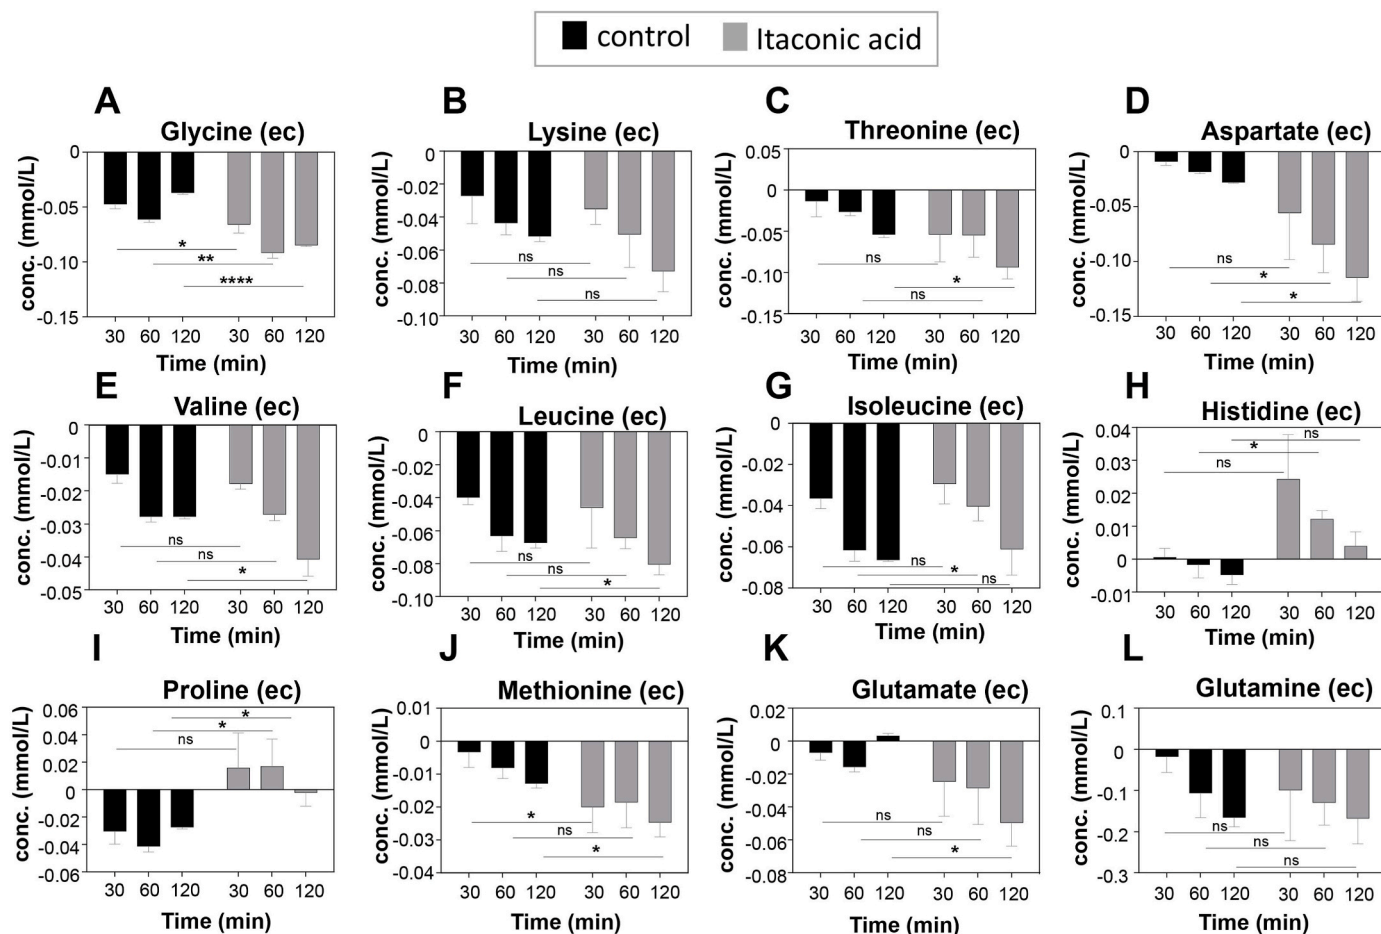 control Itaconic acid
A
Glycine (ec)
conc. (mmol/L)
0
-0.05
-0.10
-0.15
*
**
****
30 60 120 30 60 120
Time (min)
B
Lysine (ec)
conc. (mmol/L)
0
-0.02
-0.04
-0.06
-0.08
-0.10
ns
ns
ns
30 60 120 30 60 120
Time (min)
C
Threonine (ec)
conc. (mmol/L)
0.05
0
-0.05
-0.10
-0.15
ns
*
ns
30 60 120 30 60 120
Time (min)
D
Aspartate (ec)
conc. (mmol/L)
0
-0.05
-0.10
-0.15
ns
*
*
30 60 120 30 60 120
Time (min)
E
Valine (ec)
conc. (mmol/L)
0
-0.01
-0.02
-0.03
-0.04
-0.05
ns
ns
*
30 60 120 30 60 120
Time (min)
F
Leucine (ec)
conc. (mmol/L)
0
-0.02
-0.04
-0.06
-0.08
-0.10
ns
ns
*
30 60 120 30 60 120
Time (min)
G
Isoleucine (ec)
conc. (mmol/L)
0
-0.02
-0.04
-0.06
-0.08
ns
*
ns
30 60 120 30 60 120
Time (min)
H
Histidine (ec)
conc. (mmol/L)
0.04
0.03
0.02
0.01
0
-0.01
ns
*
ns
30 60 120 30 60 120
Time (min)
I
Proline (ec)
conc. (mmol/L)
0.06
0.04
0.02
0
-0.02
-0.04
-0.06
*
*
ns
30 60 120 30 60 120
Time (min)
J
Methionine (ec)
conc. (mmol/L)
0.01
0
-0.01
-0.02
-0.03
-0.04
*
ns
*
30 60 120 30 60 120
Time (min)
K
Glutamate (ec)
conc. (mmol/L)
0.02
0
-0.02
-0.04
-0.06
-0.08
ns
ns
*
30 60 120 30 60 120
Time (min)
L
Glutamine (ec)
conc. (mmol/L)
0.1
0
-0.1
-0.2
-0.3
ns
ns
ns
30 60 120 30 60 120
Time (min)